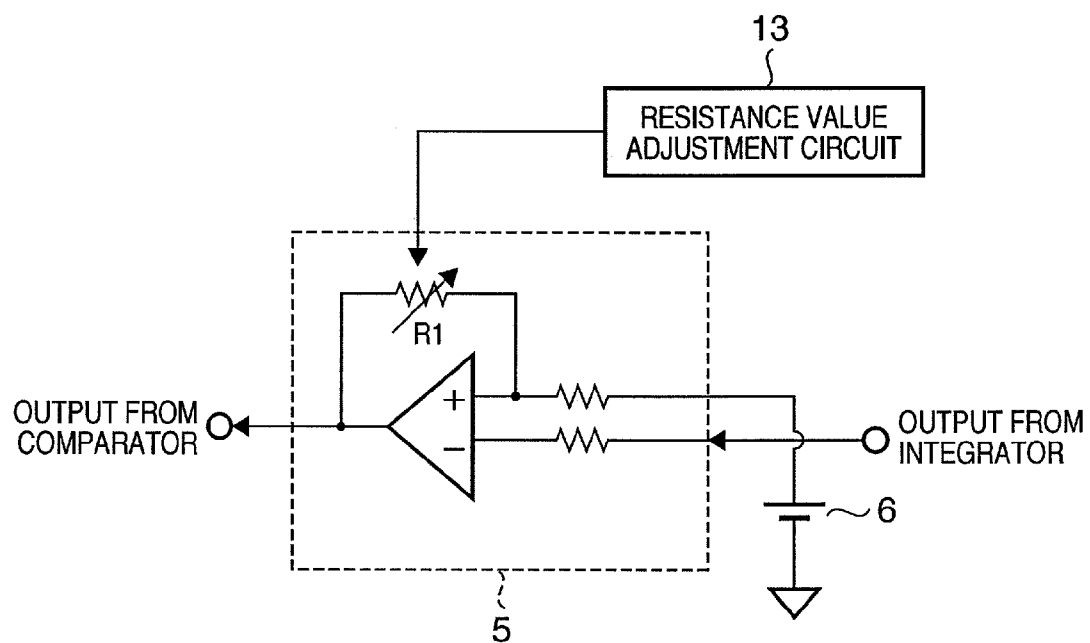 13
RESISTANCE VALUE
ADJUSTMENT CIRCUIT
R1
+
−
OUTPUT FROM
COMPARATOR
OUTPUT FROM
INTEGRATOR
6
5